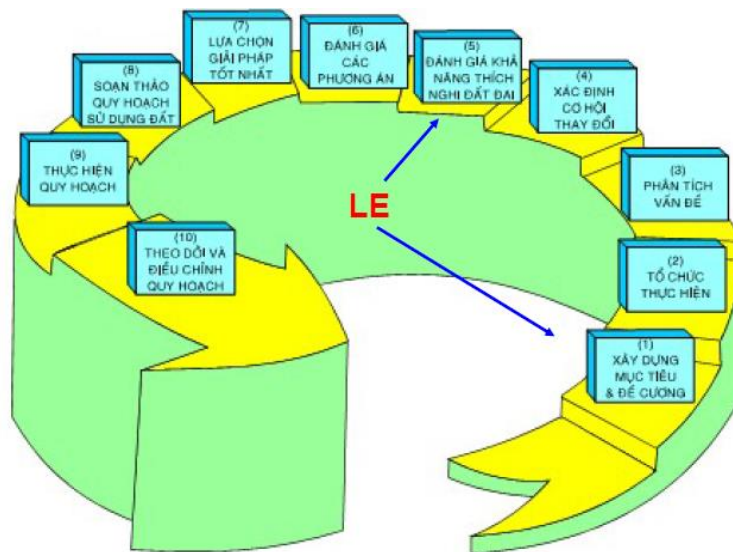 (7)
LỰA CHỌN
GIẢI PHÁP
TỐT NHẤT
(6)
ĐÁNH GIÁ
CÁC
PHƯƠNG ÁN
(5)
ĐÁNH GIÁ KHẢ
NĂNG THÍCH
NGHI ĐẤT ĐAI
(4)
XÁC ĐỊNH
CƠ HỘI
THAY ĐỔI
(8)
SOẠN THẢO
QUY HOẠCH
SỬ DỤNG ĐẤT
(9)
THỰC HIỆN
QUY HOẠCH
(3)
PHÂN TÍCH
VẤN ĐỀ
LE
(10)
THEO DÕI VÀ
ĐIỀU CHỈNH
QUY HOẠCH
(2)
TỔ CHỨC
THỰC HIỆN
(1)
XÂY DỰNG
MỤC TIÊU
& ĐỀ CƯƠNG